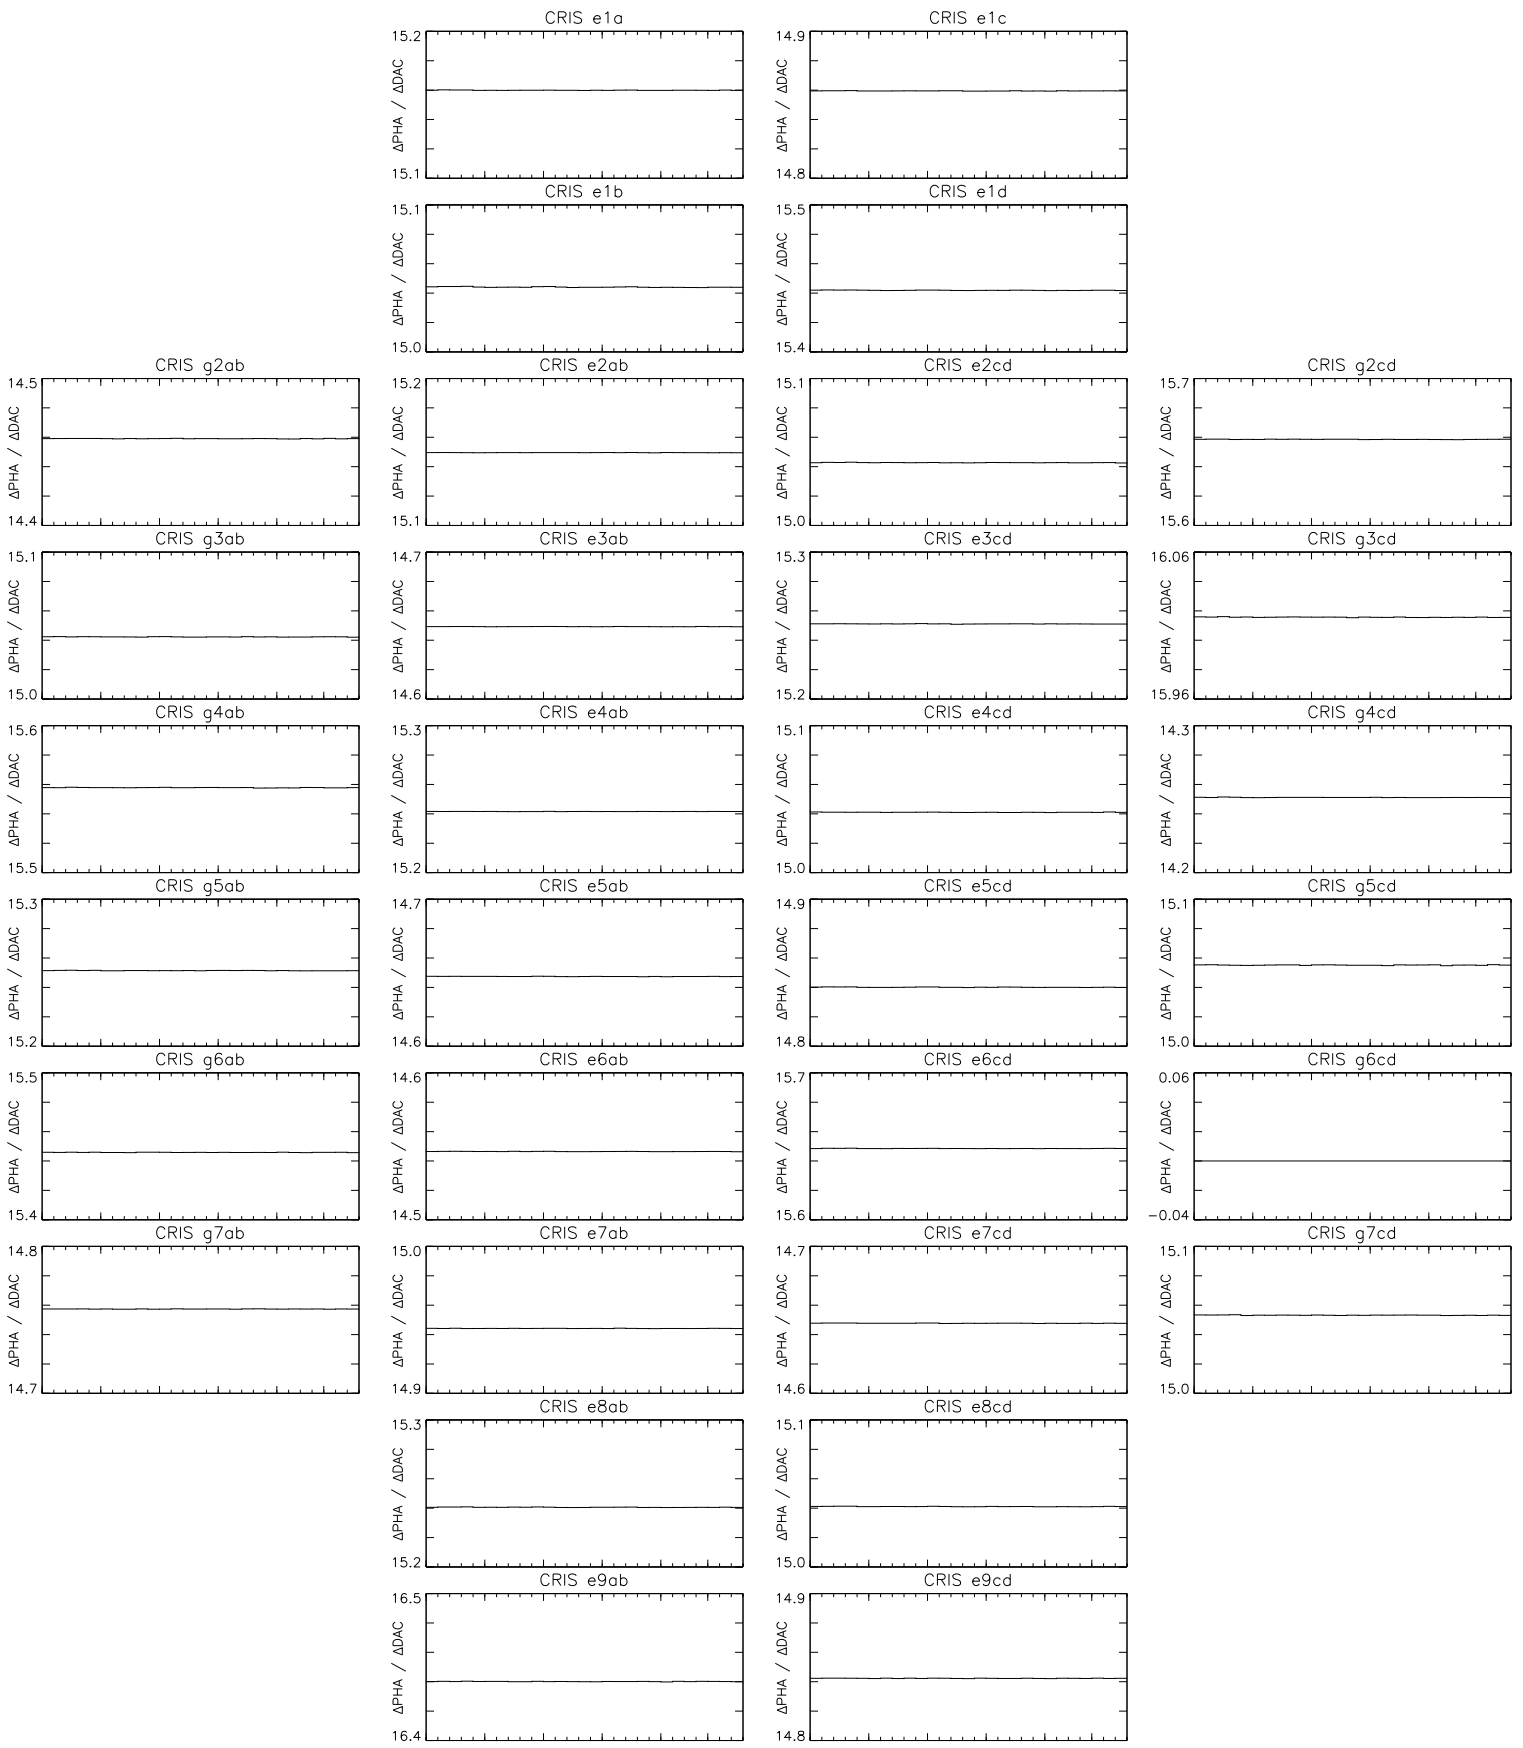 CRIS e1a
15.2
ΔPHA / ΔDAC
15.1
CRIS e1c
14.9
ΔPHA / ΔDAC
14.8
CRIS e1b
15.1
ΔPHA / ΔDAC
15.0
CRIS e1d
15.5
ΔPHA / ΔDAC
15.4
CRIS g2ab
14.5
ΔPHA / ΔDAC
14.4
CRIS e2ab
15.2
ΔPHA / ΔDAC
15.1
CRIS e2cd
15.1
ΔPHA / ΔDAC
15.0
CRIS g2cd
15.7
ΔPHA / ΔDAC
15.6
CRIS g3ab
15.1
ΔPHA / ΔDAC
15.0
CRIS e3ab
14.7
ΔPHA / ΔDAC
14.6
CRIS e3cd
15.3
ΔPHA / ΔDAC
15.2
CRIS g3cd
16.06
ΔPHA / ΔDAC
15.96
CRIS g4ab
15.6
ΔPHA / ΔDAC
15.5
CRIS e4ab
15.3
ΔPHA / ΔDAC
15.2
CRIS e4cd
15.1
ΔPHA / ΔDAC
15.0
CRIS g4cd
14.3
ΔPHA / ΔDAC
14.2
CRIS g5ab
15.3
ΔPHA / ΔDAC
15.2
CRIS e5ab
14.7
ΔPHA / ΔDAC
14.6
CRIS e5cd
14.9
ΔPHA / ΔDAC
14.8
CRIS g5cd
15.1
ΔPHA / ΔDAC
15.0
CRIS g6ab
15.5
ΔPHA / ΔDAC
15.4
CRIS e6ab
14.6
ΔPHA / ΔDAC
14.5
CRIS e6cd
15.7
ΔPHA / ΔDAC
15.6
CRIS g6cd
0.06
ΔPHA / ΔDAC
−0.04
CRIS g7ab
14.8
ΔPHA / ΔDAC
14.7
CRIS e7ab
15.0
ΔPHA / ΔDAC
14.9
CRIS e7cd
14.7
ΔPHA / ΔDAC
14.6
CRIS g7cd
15.1
ΔPHA / ΔDAC
15.0
CRIS e8ab
15.3
ΔPHA / ΔDAC
15.2
CRIS e8cd
15.1
ΔPHA / ΔDAC
15.0
CRIS e9ab
16.5
ΔPHA / ΔDAC
16.4
CRIS e9cd
14.9
ΔPHA / ΔDAC
14.8